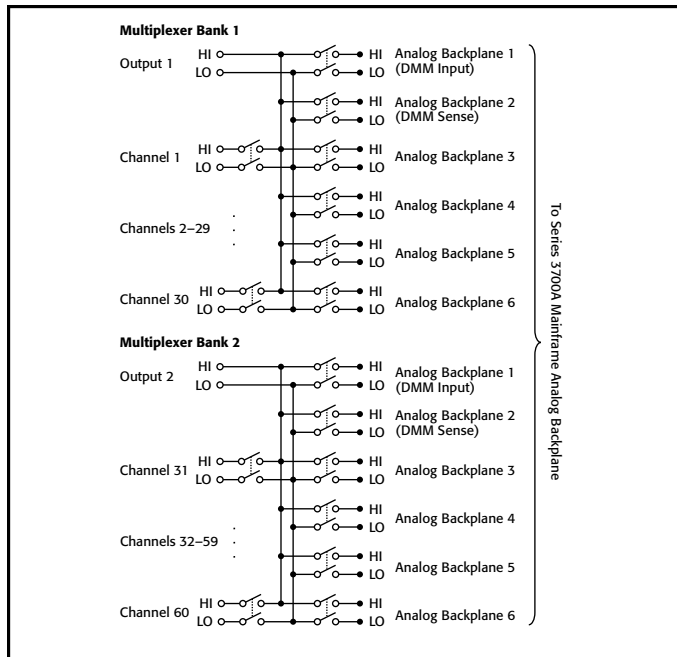 Multiplexer Bank 1
Output 1
HI
LO
HI
LO
Analog Backplane 1
(DMM Input)
HI
LO
Analog Backplane 2
(DMM Sense)
Channel 1
HI
LO
HI
LO
Analog Backplane 3
HI
LO
Analog Backplane 4
Channels 2–29
HI
LO
Analog Backplane 5
Channel 30
HI
LO
HI
LO
Analog Backplane 6
Multiplexer Bank 2
Output 2
HI
LO
HI
LO
Analog Backplane 1
(DMM Input)
HI
LO
Analog Backplane 2
(DMM Sense)
Channel 31
HI
LO
HI
LO
Analog Backplane 3
HI
LO
Analog Backplane 4
Channels 32–59
HI
LO
Analog Backplane 5
Channel 60
HI
LO
HI
LO
Analog Backplane 6
To Series 3700A Mainframe Analog Backplane